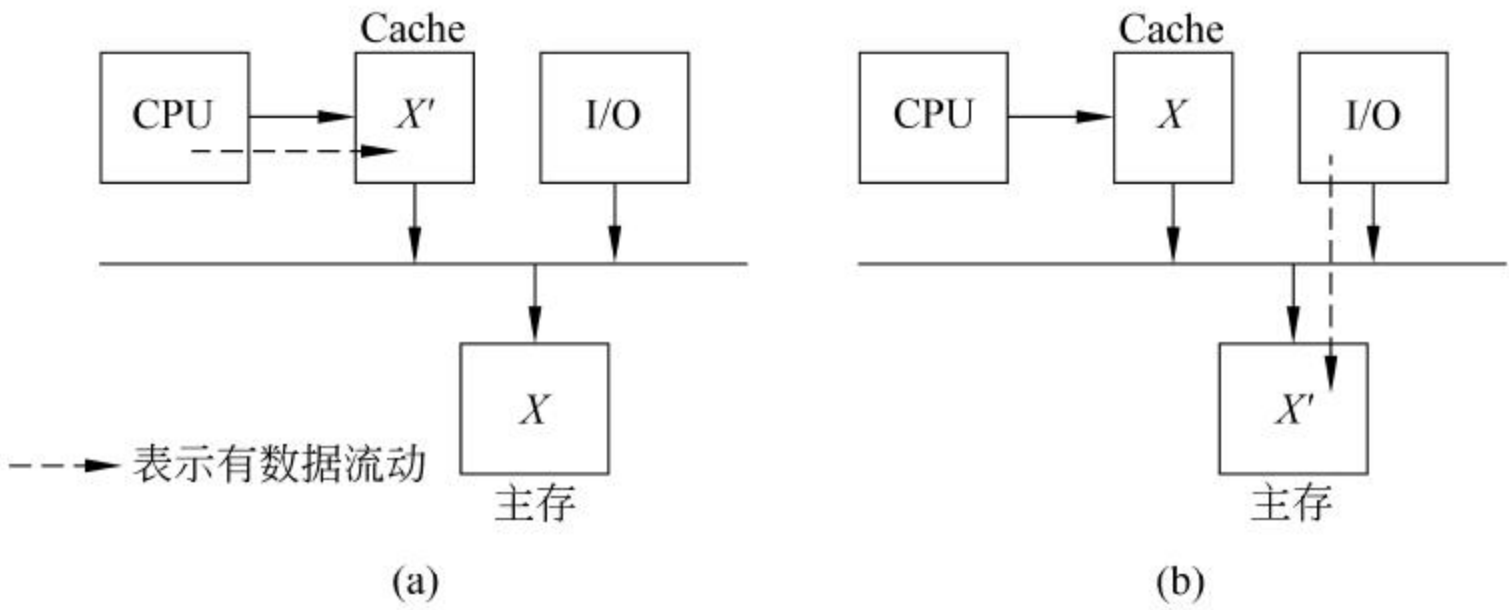 Cache Cache
CPU X' I/O CPU X I/O
X X'
表示有数据流动
主存 主存
(a) (b)